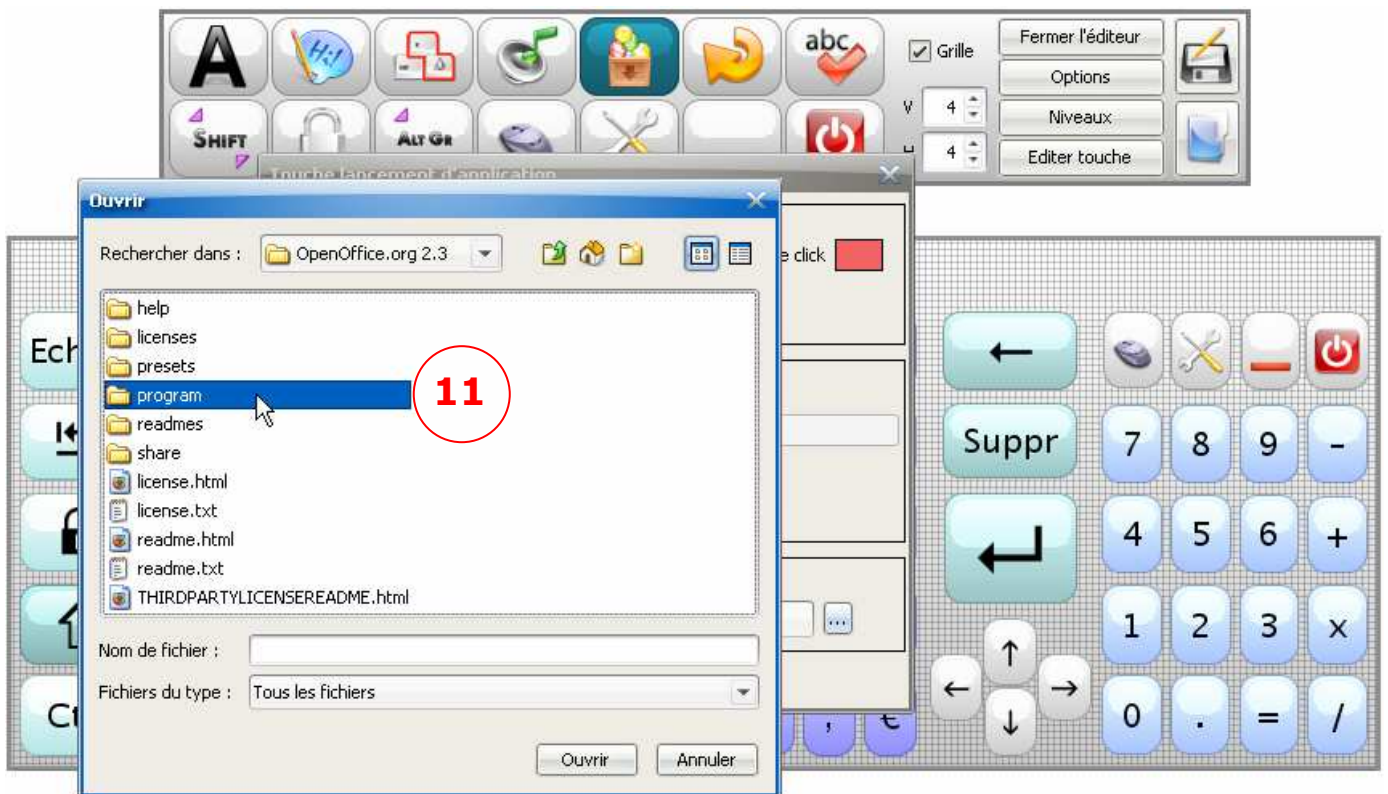 A
Hi!
abc
Grille
Fermer l'éditeur
Options
SHIFT
ALT GR
V 4
Niveaux
4
Editer touche
Touche lancement d'application
Ouvrir
Rechercher dans : OpenOffice.org 2.3
e click
help
licenses
presets
program
11
readmes
share
license.html
license.txt
readme.html
readme.txt
THIRDPARTYLICENSEREADME.html
...
Nom de fichier :
Fichiers du type : Tous les fichiers
Ouvrir
Annuler
Ech
←
Suppr
7 8 9 -
4 5 6 +
1 2 3 x
↑
← →
↓
Ct
, €
0 . = /